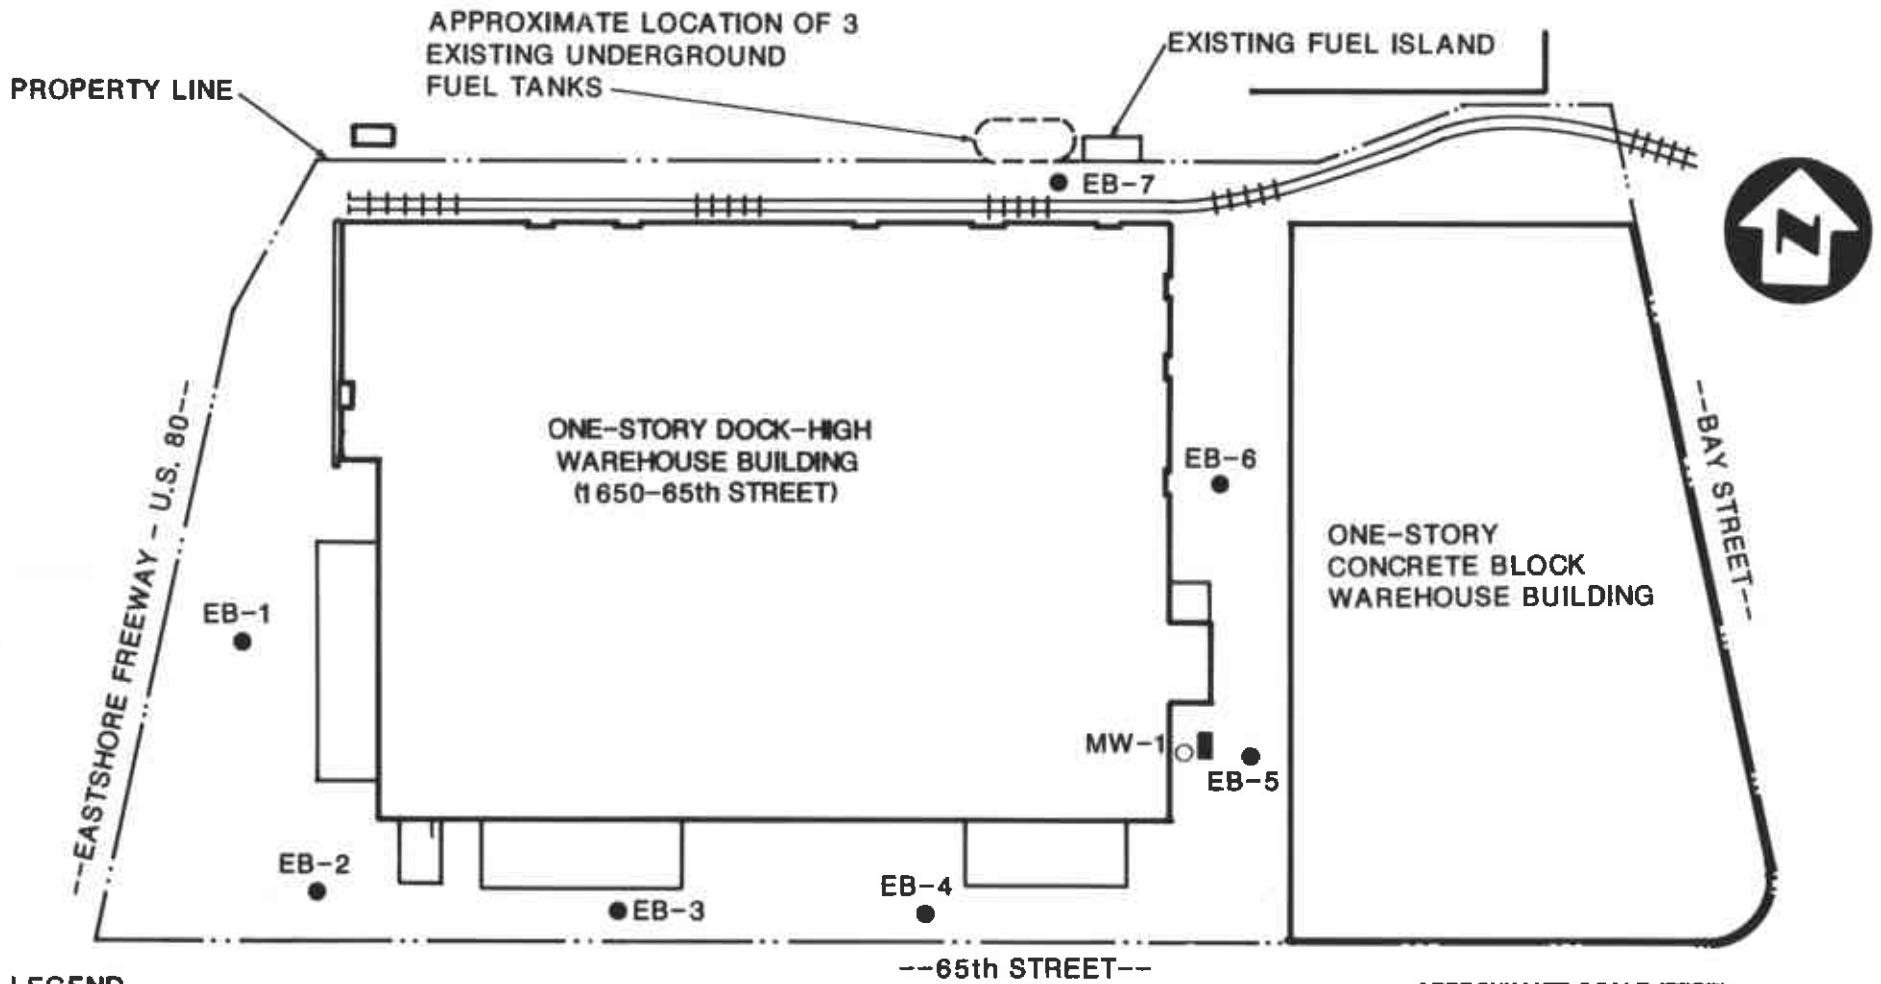 APPROXIMATE LOCATION OF 3
EXISTING UNDERGROUND
FUEL TANKS
EXISTING FUEL ISLAND
PROPERTY LINE
EB-7
N
ONE-STORY DOCK-HIGH
WAREHOUSE BUILDING
(1650-65th STREET)
EB-6
--EASTSHORE FREEWAY - U.S. 80--
--BAY STREET--
ONE-STORY
CONCRETE BLOCK
WAREHOUSE BUILDING
EB-1
MW-1
EB-5
EB-2
EB-3
EB-4
--65th STREET--
LEGEND